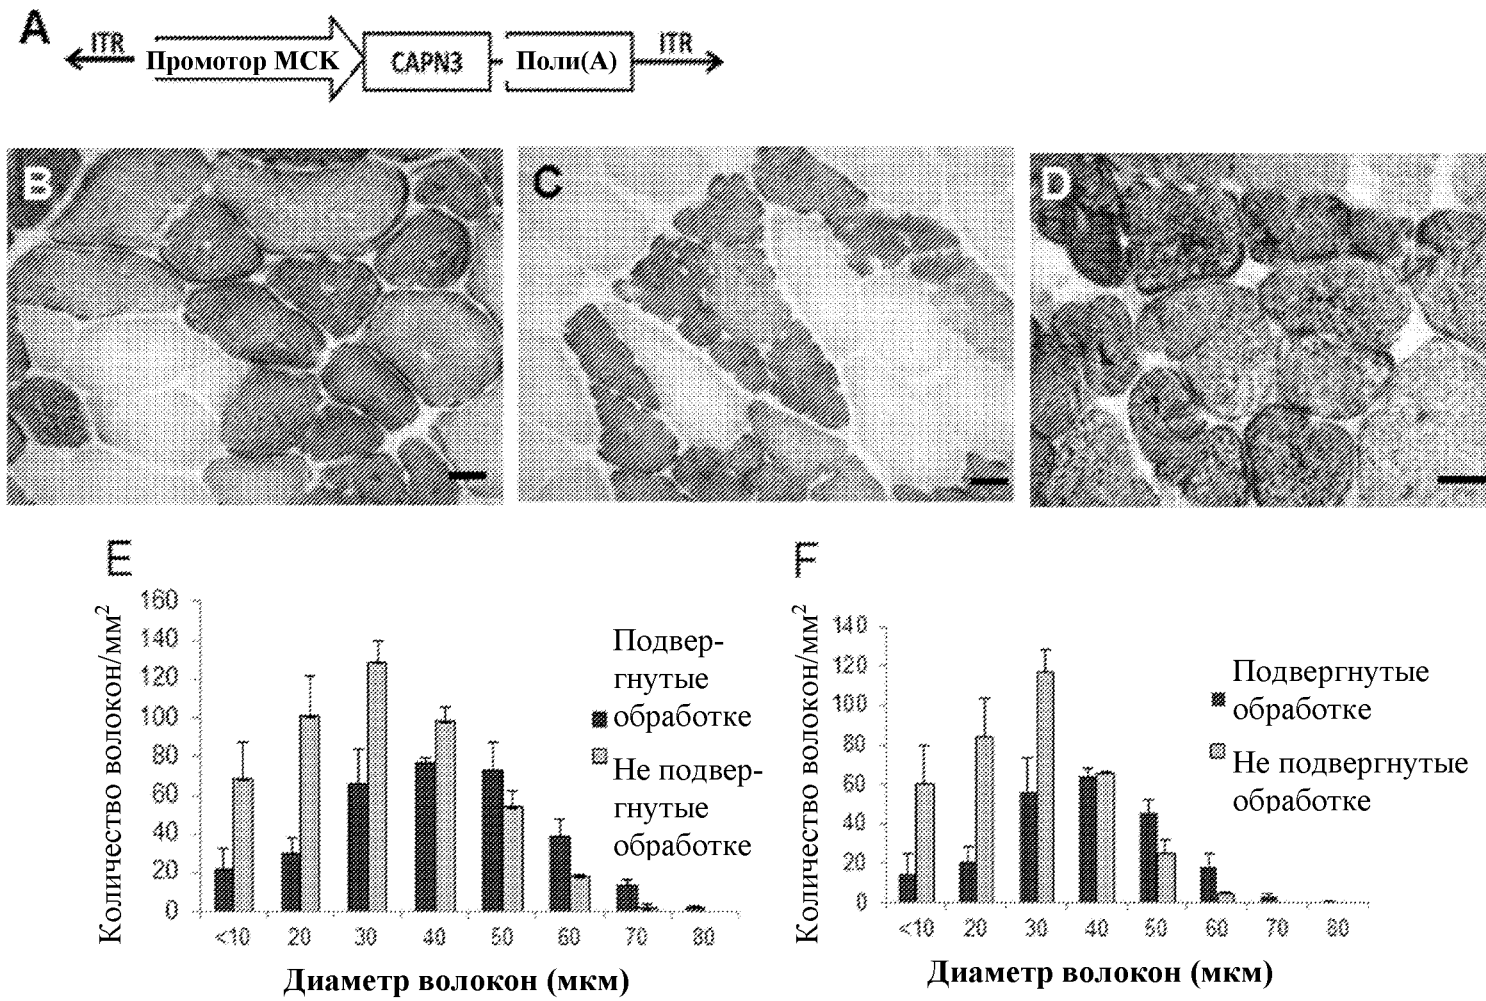 A
ITR
Промотор МСК
CAPN3
Поли(А)
ITR
B
C
D
E
Количество волокон/мм²
160
140
120
100
80
60
40
20
0
<10 20 30 40 50 60 70 80
Диаметр волокон (мкм)
Подвер-
гнутые
обработке
Не подвер-
гнутые
обработке
F
Количество волокон/мм²
140
120
100
80
60
40
20
0
<10 20 30 40 50 60 70 80
Диаметр волокон (мкм)
Подвергнутые
обработке
Не подвергнутые
обработке